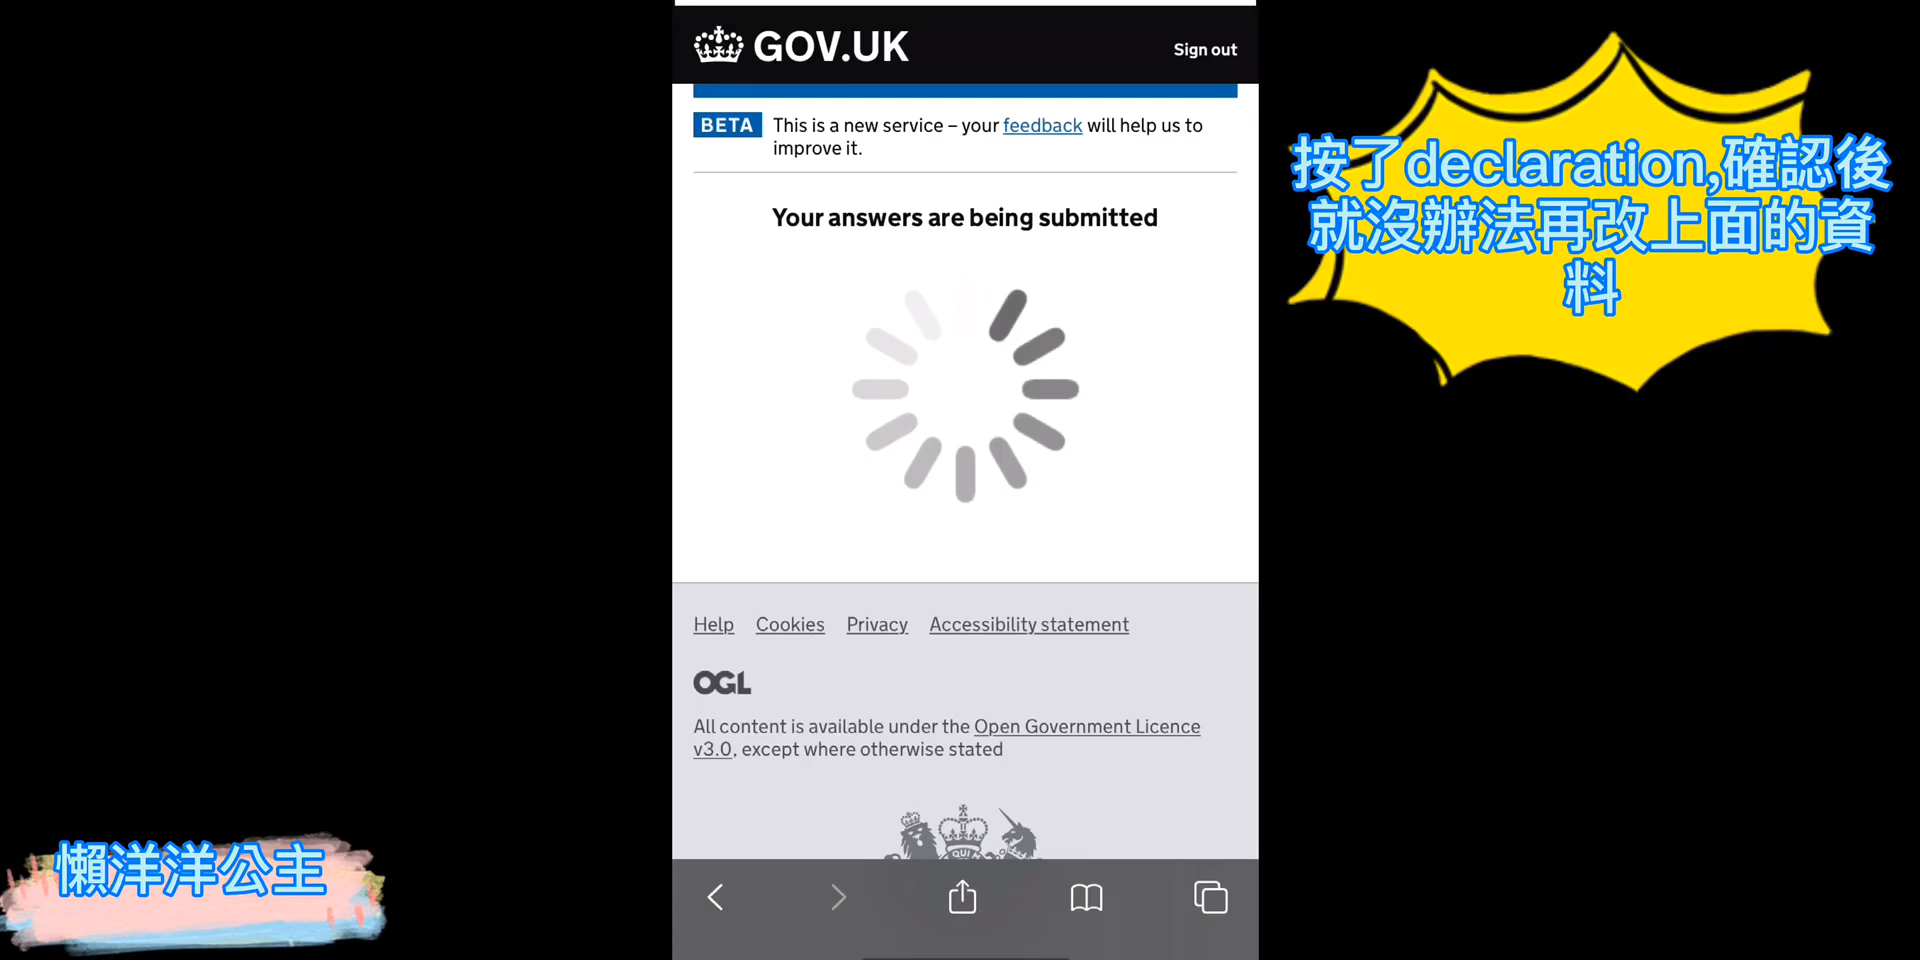 GOV.UK
Sign out
BETA This is a new service – your feedback will help us to
improve it.
Your answers are being submitted
按了declaration,確認後
就沒辦法再改上面的資
料
Help Cookies Privacy Accessibility statement
OGL
All content is available under the Open Government Licence
v3.0, except where otherwise stated
QUI
懶洋洋公主